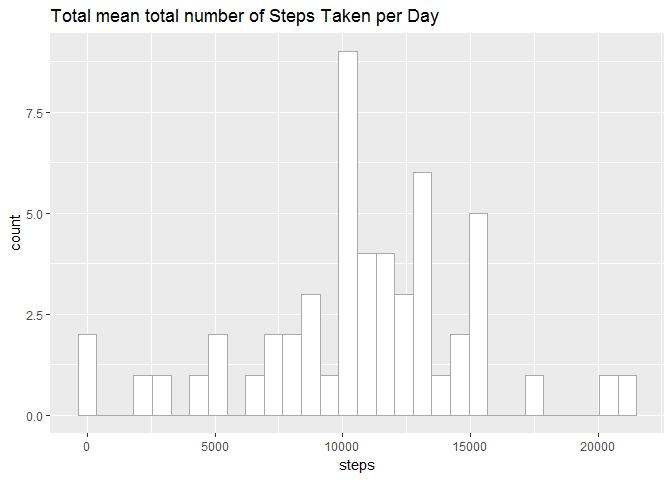 Total mean total number of Steps Taken per Day
7.5
5.0
2.5
0.0
count
0 5000 10000 15000 20000
steps